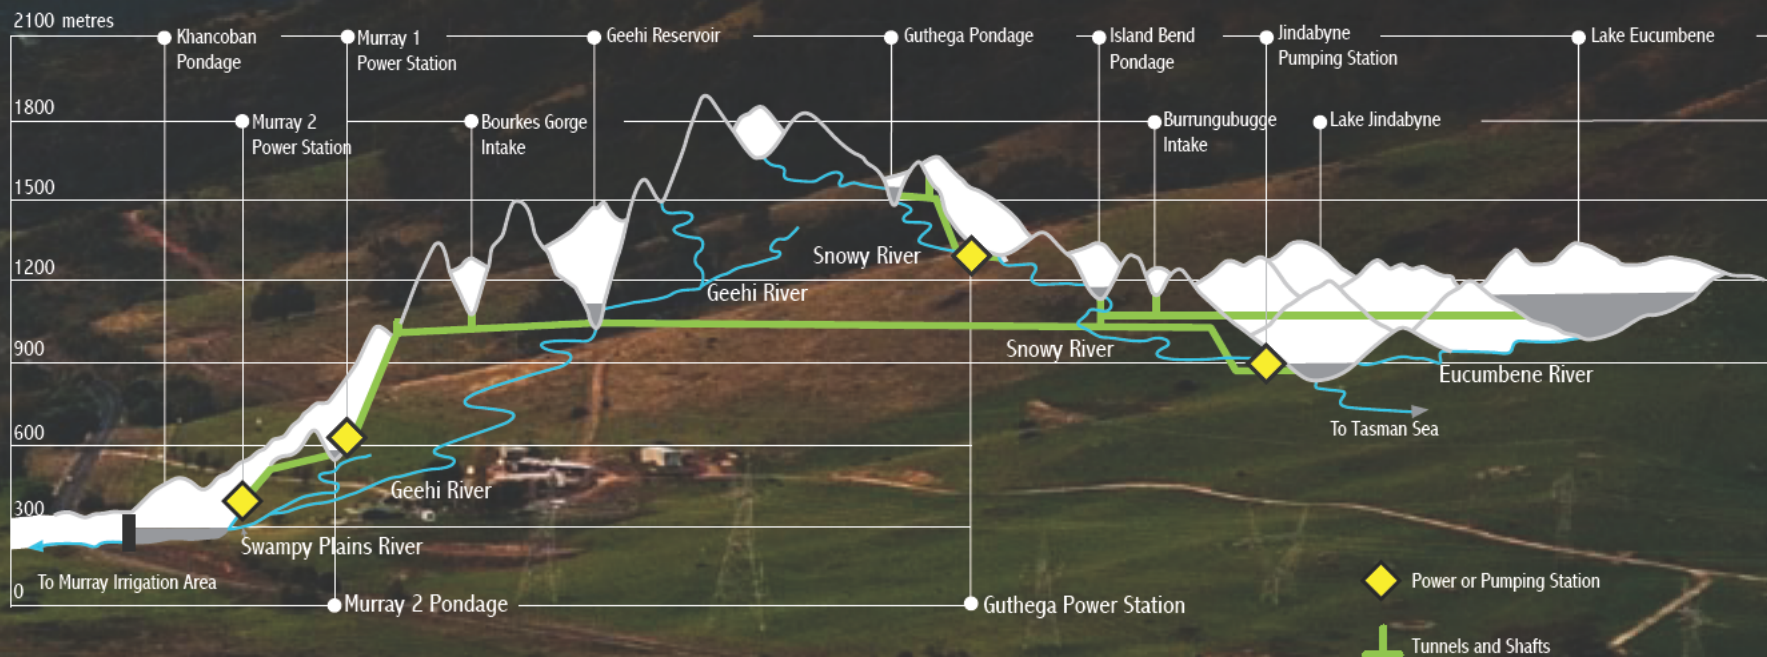 2100 metres
Khancoban
Pondage
Murray 1
Power Station
Geehi Reservoir
Guthega Pondage
Island Bend
Pondage
Jindabyne
Pumping Station
Lake Eucumbene
1800
Murray 2
Power Station
Bourkes Gorge
Intake
Burrungubugge
Intake
Lake Jindabyne
1500
1200
Snowy River
Geehi River
900
Snowy River
Eucumbene River
To Tasman Sea
600
Geehi River
300
Swampy Plains River
To Murray Irrigation Area
0
Murray 2 Pondage
Guthega Power Station
Power or Pumping Station
Tunnels and Shafts